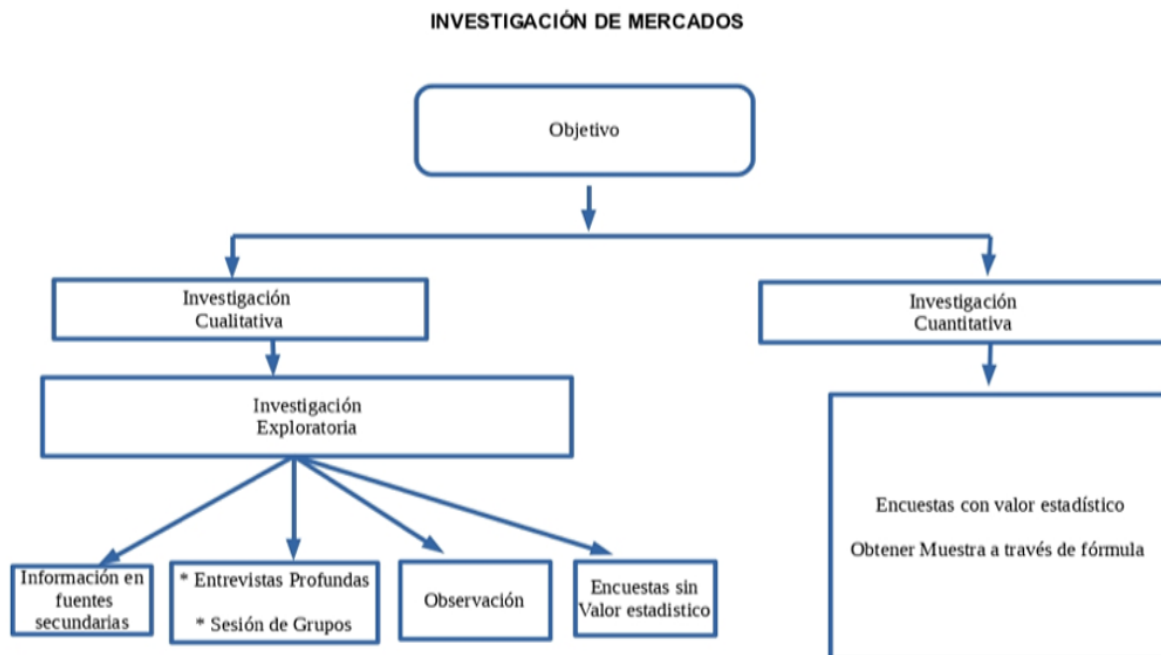 INVESTIGACIÓN DE MERCADOS
Objetivo
Investigación
Cualitativa
Investigación
Cuantitativa
Investigación
Exploratoria
Encuestas con valor estadístico
Obtener Muestra a través de fórmula
Información en
fuentes
secundarias
* Entrevistas Profundas
* Sesión de Grupos
Observación
Encuestas sin
Valor estadistico